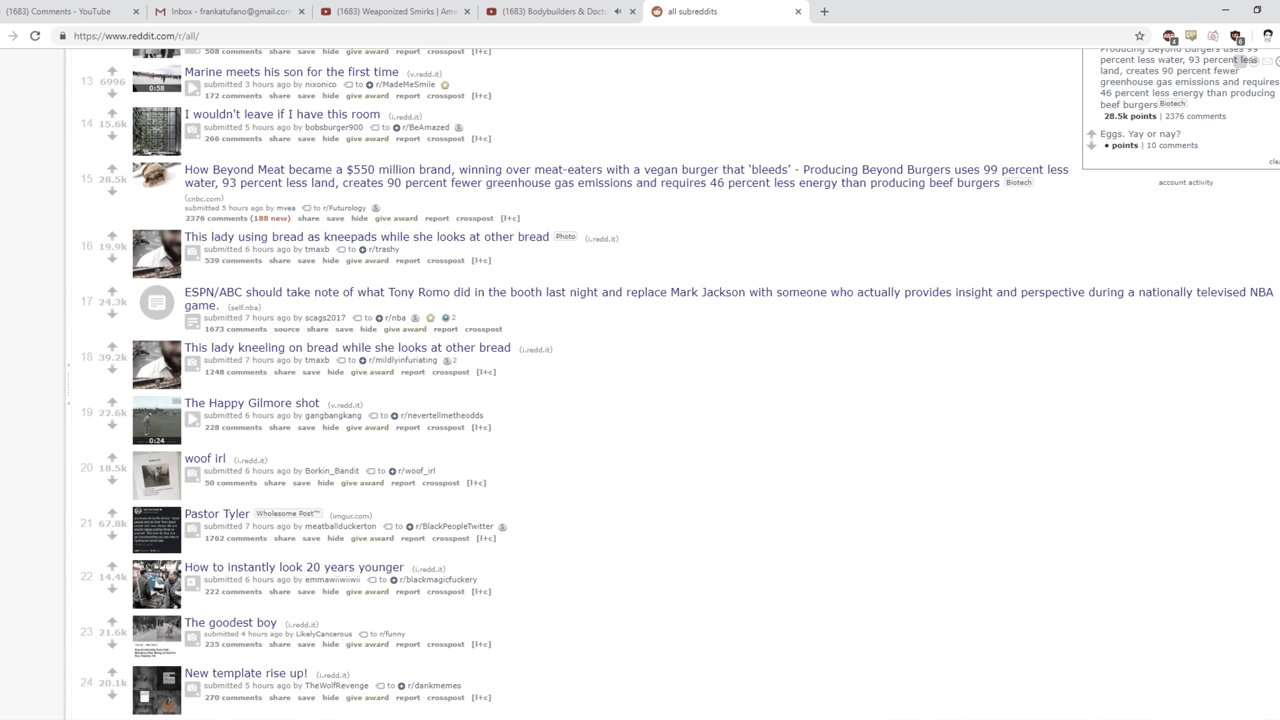 (1683) Comments - YouTube
Inbox - frankatufano@gmail.com
(1683) Weaponized Smirks | Ame
(1683) Bodybuilders & Doct
all subreddits
https://www.reddit.com/r/all/
508 comments share save hide give award report crosspost [l+c]
13 6996
Marine meets his son for the first time (v.redd.it)
submitted 3 hours ago by nixonico to r/MadeMeSmile
172 comments share save hide give award report crosspost [l+c]
0:58
14 15.6k
I wouldn't leave if I have this room (i.redd.it)
submitted 5 hours ago by bobsburger900 to r/BeAmazed
266 comments share save hide give award report crosspost [l+c]
15 28.5k
How Beyond Meat became a $550 million brand, winning over meat-eaters with a vegan burger that ‘bleeds’ - Producing Beyond Burgers uses 99 percent less
water, 93 percent less land, creates 90 percent fewer greenhouse gas emissions and requires 46 percent less energy than producing beef burgers Biotech
(cnbc.com)
submitted 5 hours ago by mvea to r/Futurology
2376 comments (188 new) share save hide give award report crosspost [l+c]
16 19.9k
This lady using bread as kneepads while she looks at other bread Photo (i.redd.it)
submitted 6 hours ago by tmaxb to r/trashy
539 comments share save hide give award report crosspost [l+c]
17 24.3k
ESPN/ABC should take note of what Tony Romo did in the booth last night and replace Mark Jackson with someone who actually provides insight and perspective during a nationally televised NBA
game. (self.nba)
submitted 7 hours ago by scags2017 to r/nba 2
1673 comments source share save hide give award report crosspost
18 39.2k
This lady kneeling on bread while she looks at other bread (i.redd.it)
submitted 7 hours ago by tmaxb to r/mildlyinfuriating 2
1248 comments share save hide give award report crosspost [l+c]
19 22.6k
The Happy Gilmore shot (v.redd.it)
submitted 6 hours ago by gangbangkang to r/nevertellmetheodds
228 comments share save hide give award report crosspost [l+c]
0:24
20 18.5k
woof irl (i.redd.it)
submitted 6 hours ago by Borkin_Bandit to r/woof_irl
50 comments share save hide give award report crosspost [l+c]
21 67.8k
Pastor Tyler Wholesome Post™ (imgur.com)
submitted 7 hours ago by meatballduckerton to r/BlackPeopleTwitter
1762 comments share save hide give award report crosspost [l+c]
22 14.4k
How to instantly look 20 years younger (i.redd.it)
submitted 6 hours ago by emmawiiwiiwii to r/blackmagicfuckery
222 comments share save hide give award report crosspost [l+c]
23 21.6k
The goodest boy (i.redd.it)
submitted 4 hours ago by LikelyCancerous to r/funny
235 comments share save hide give award report crosspost [l+c]
24 20.1k
New template rise up! (i.redd.it)
submitted 5 hours ago by TheWolfRevenge to r/dankmemes
270 comments share save hide give award report crosspost [l+c]
Producing Beyond Burgers uses 99
percent less water, 93 percent less
land, creates 90 percent fewer
greenhouse gas emissions and requires
46 percent less energy than producing
beef burgers Biotech
28.5k points | 2376 comments
Eggs. Yay or nay?
• points | 10 comments
clea
account activity